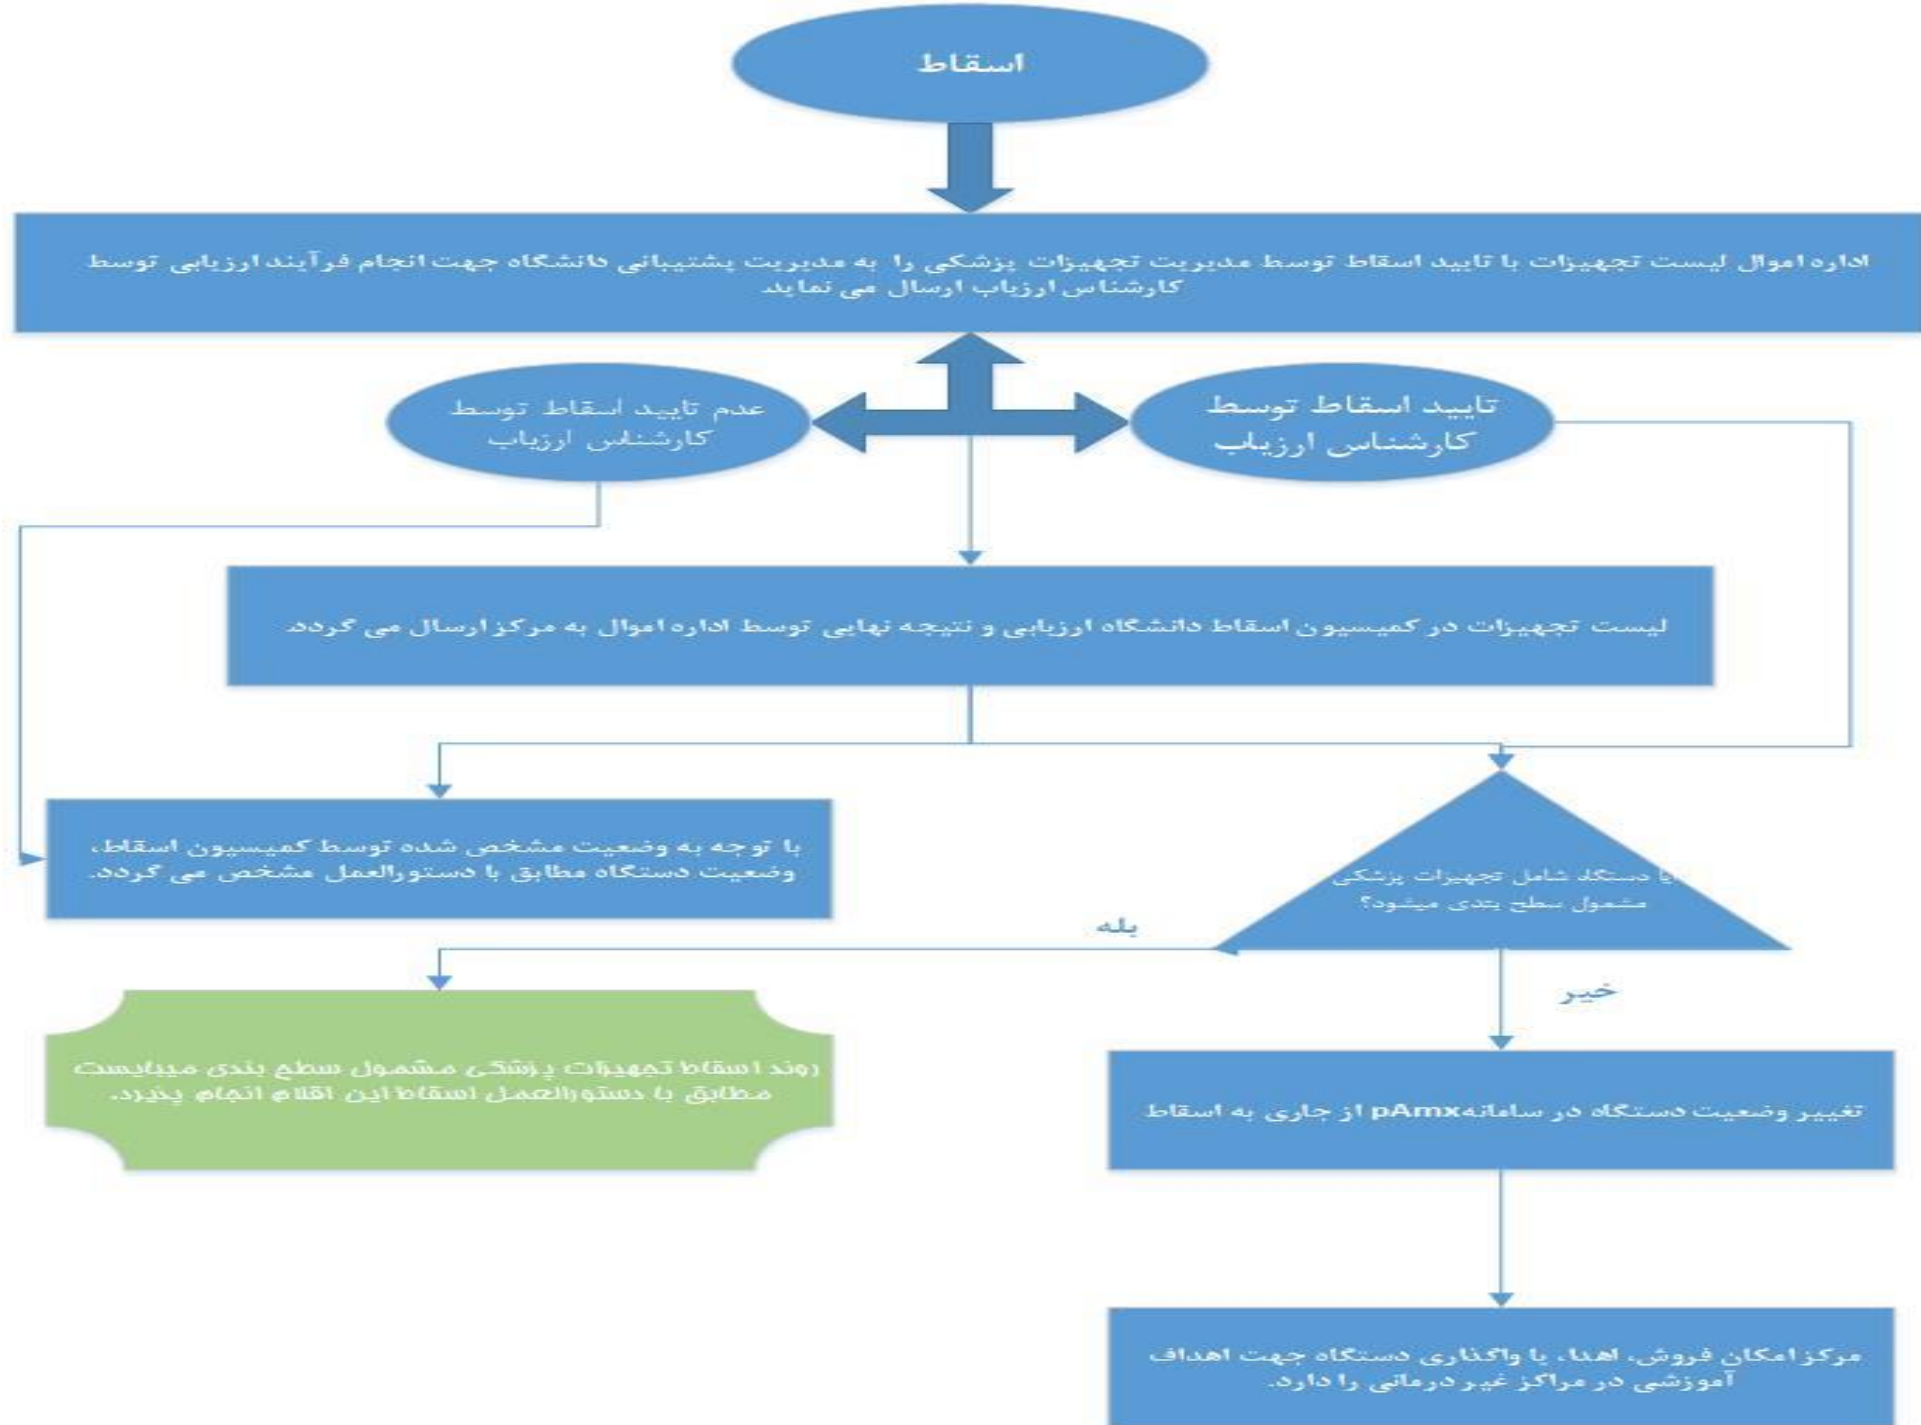 اسقاط
اداره اموال لیست تجهیزات با تایید اسقاط توسط مدیریت تجهیزات پزشکی را به مدیریت پشتیبانی دانشگاه جهت انجام فرآیند ارزیابی توسط
کارشناس ارزیاب ارسال می نماید.
تایید اسقاط توسط
کارشناس ارزیاب
عدم تایید اسقاط توسط
کارشناس ارزیاب
لیست تجهیزات در کمیسیون اسقاط دانشگاه ارزیابی و نتیجه نهایی توسط اداره اموال به مرکز ارسال می گردد.
با توجه به وضعیت مشخص شده توسط کمیسیون اسقاط،
وضعیت دستگاه مطابق با دستورالعمل مشخص می گردد.
آیا دستگاه شامل تجهیزات پزشکی
مشمول سطح بندی میشود؟
بله
خیر
روند اسقاط تجهیزات پزشکی مشمول سطح بندی میبایست
مطابق با دستورالعمل اسقاط این اقلام انجام پذیرد.
تغییر وضعیت دستگاه در سامانه pAmx از جاری به اسقاط
مرکز امکان فروش، اهدا، یا واگذاری دستگاه جهت اهداف
آموزشی در مراکز غیر درمانی را دارد.